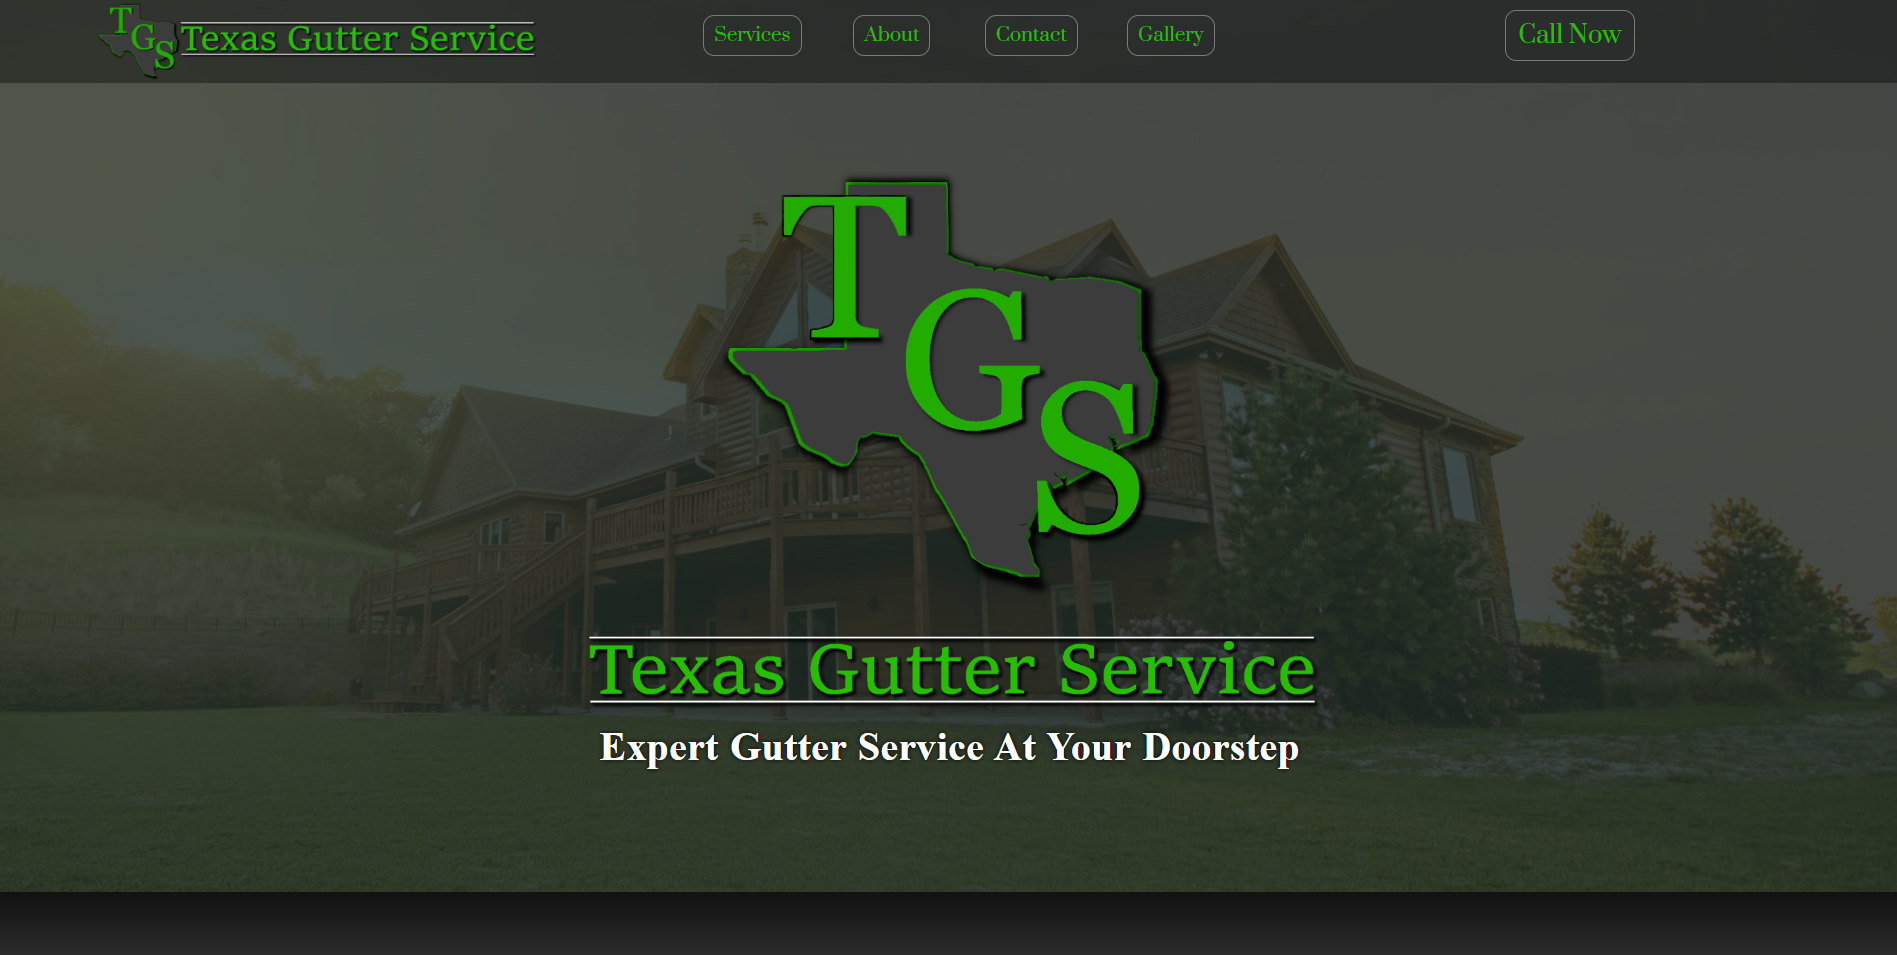 TGS Texas Gutter Service
Services
About
Contact
Gallery
Call Now
TGS
Texas Gutter Service
Expert Gutter Service At Your Doorstep